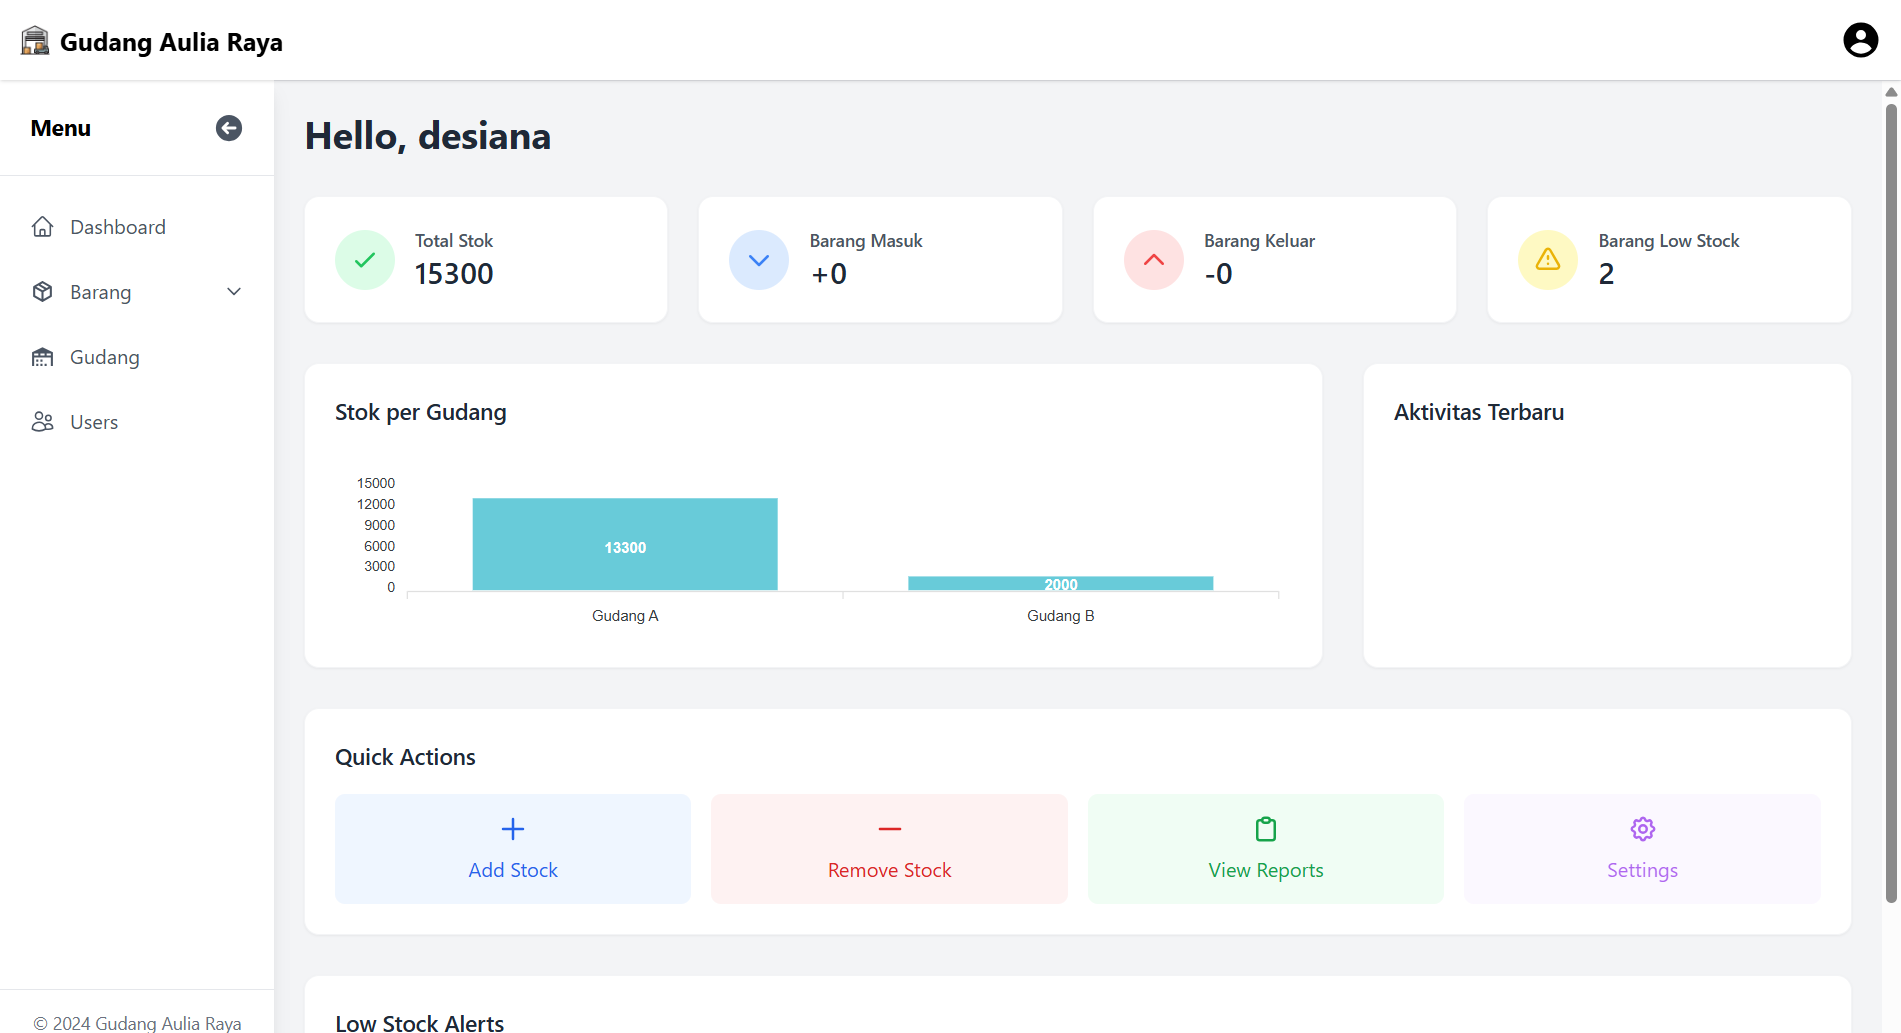 Gudang Aulia Raya
Menu
Dashboard
Barang
Gudang
Users
© 2024 Gudang Aulia Raya
Hello, desiana
Total Stok
15300
Barang Masuk
+0
Barang Keluar
-0
Barang Low Stock
2
Stok per Gudang
15000
12000
9000
6000
3000
0
13300
2000
Gudang A
Gudang B
Aktivitas Terbaru
Quick Actions
Add Stock
Remove Stock
View Reports
Settings
Low Stock Alerts